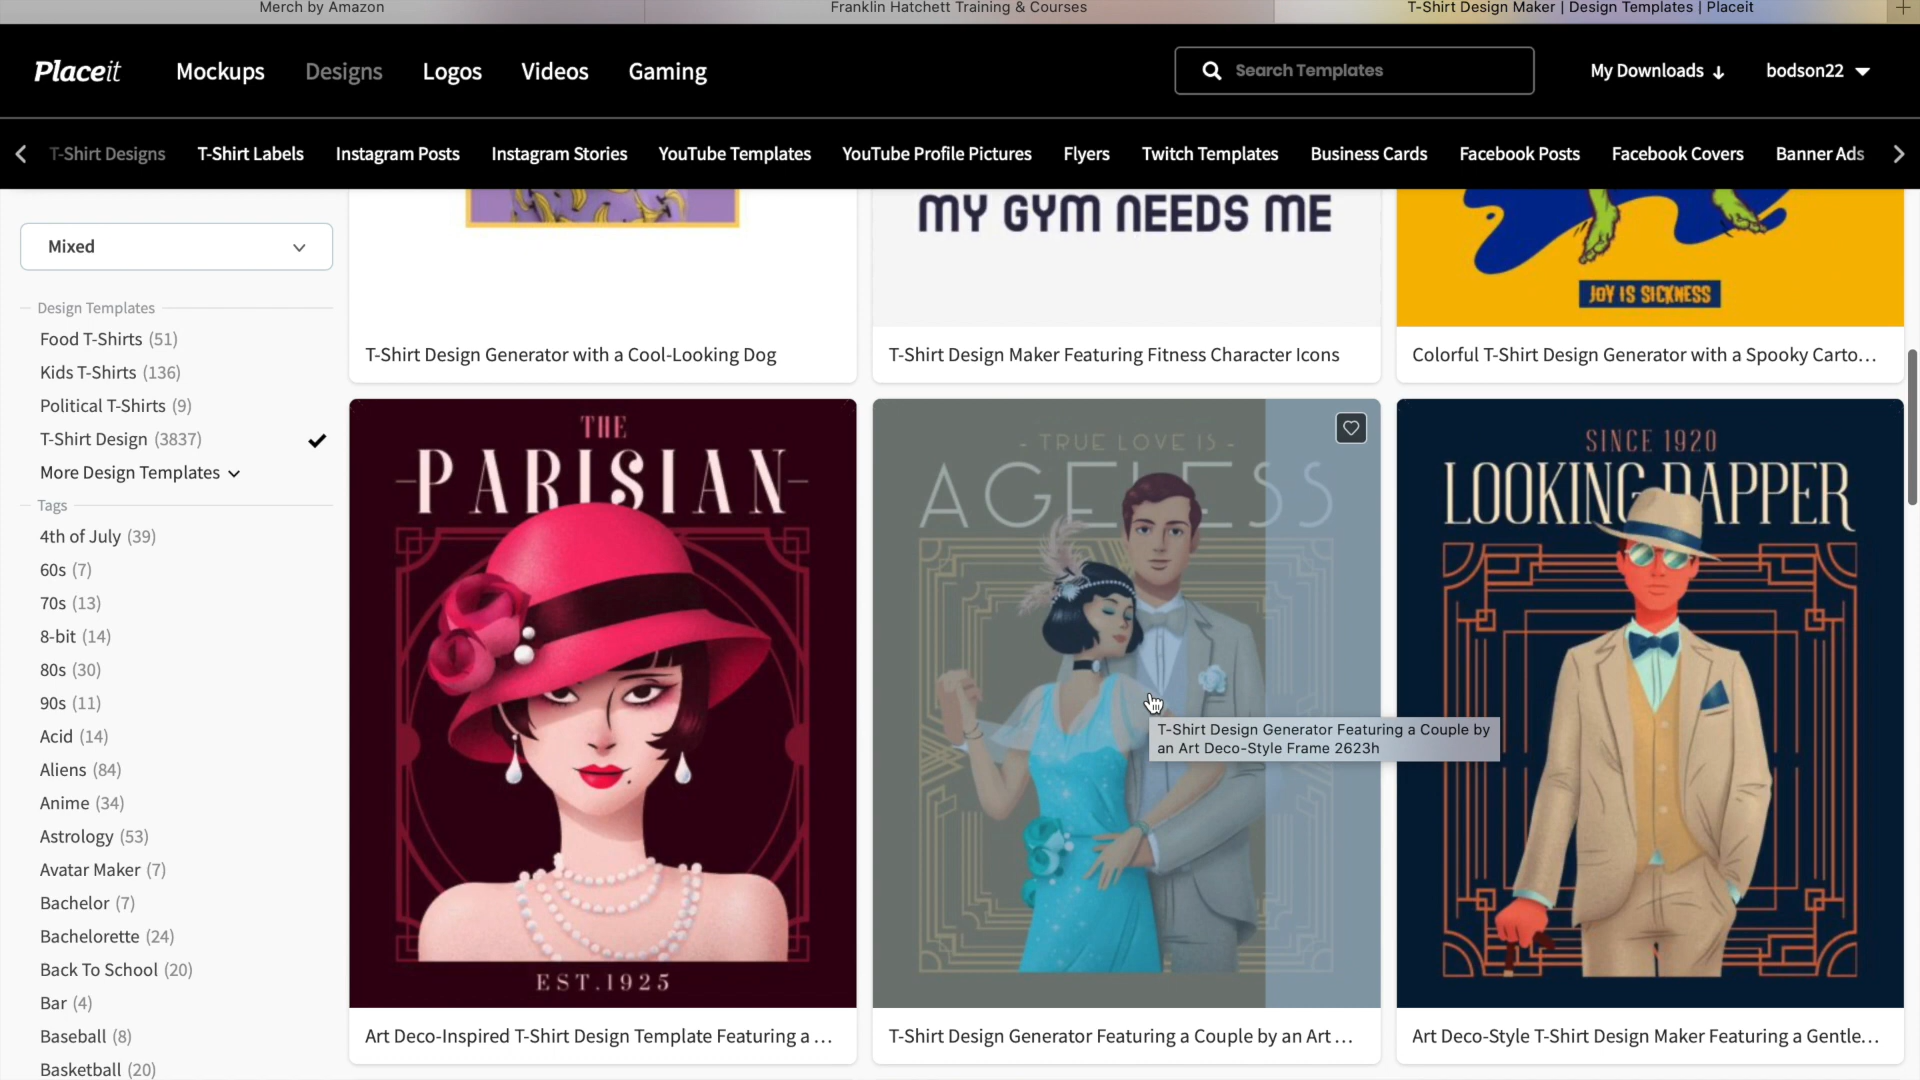 Merch by Amazon
Franklin Hatchett Training & Courses
T-Shirt Design Maker | Design Templates | Placeit
Placeit
Mockups
Designs
Logos
Videos
Gaming
Search Templates
My Downloads
bodson22
T-Shirt Designs
T-Shirt Labels
Instagram Posts
Instagram Stories
YouTube Templates
YouTube Profile Pictures
Flyers
Twitch Templates
Business Cards
Facebook Posts
Facebook Covers
Banner Ads
Mixed
Design Templates
Food T-Shirts (51)
Kids T-Shirts (136)
Political T-Shirts (9)
T-Shirt Design (3837)
More Design Templates
Tags
4th of July (39)
60s (7)
70s (13)
8-bit (14)
80s (30)
90s (11)
Acid (14)
Aliens (84)
Anime (34)
Astrology (53)
Avatar Maker (7)
Bachelor (7)
Bachelorette (24)
Back To School (20)
Bar (4)
Baseball (8)
Basketball (20)
MY GYM NEEDS ME
JOY IS SICKNESS
T-Shirt Design Generator with a Cool-Looking Dog
T-Shirt Design Maker Featuring Fitness Character Icons
Colorful T-Shirt Design Generator with a Spooky Carto...
THE
PARISIAN
EST.1925
- TRUE LOVE IS -
AGELESS
T-Shirt Design Generator Featuring a Couple by
an Art Deco-Style Frame 2623h
SINCE 1920
LOOKING DAPPER
Art Deco-Inspired T-Shirt Design Template Featuring a ...
T-Shirt Design Generator Featuring a Couple by an Art ...
Art Deco-Style T-Shirt Design Maker Featuring a Gentle...